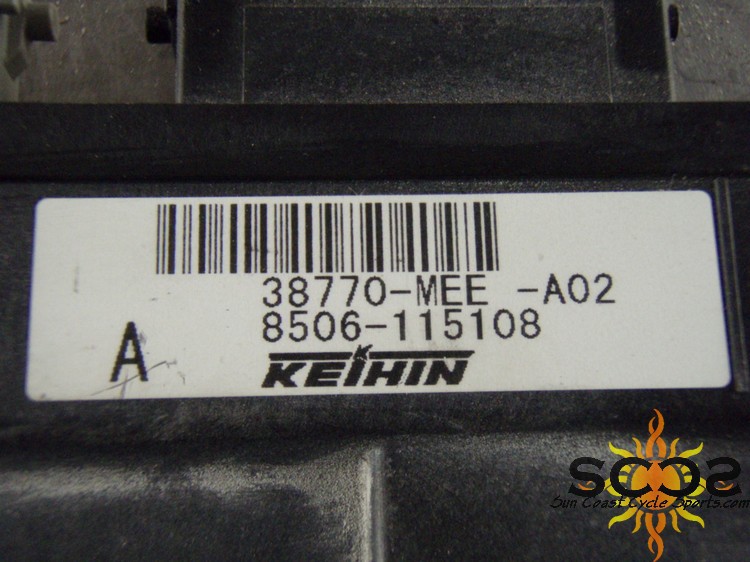 38770-MEE -A02
8506-115108
A
KEIHIN
SCCS
Sun Coast Cycle Sports.com